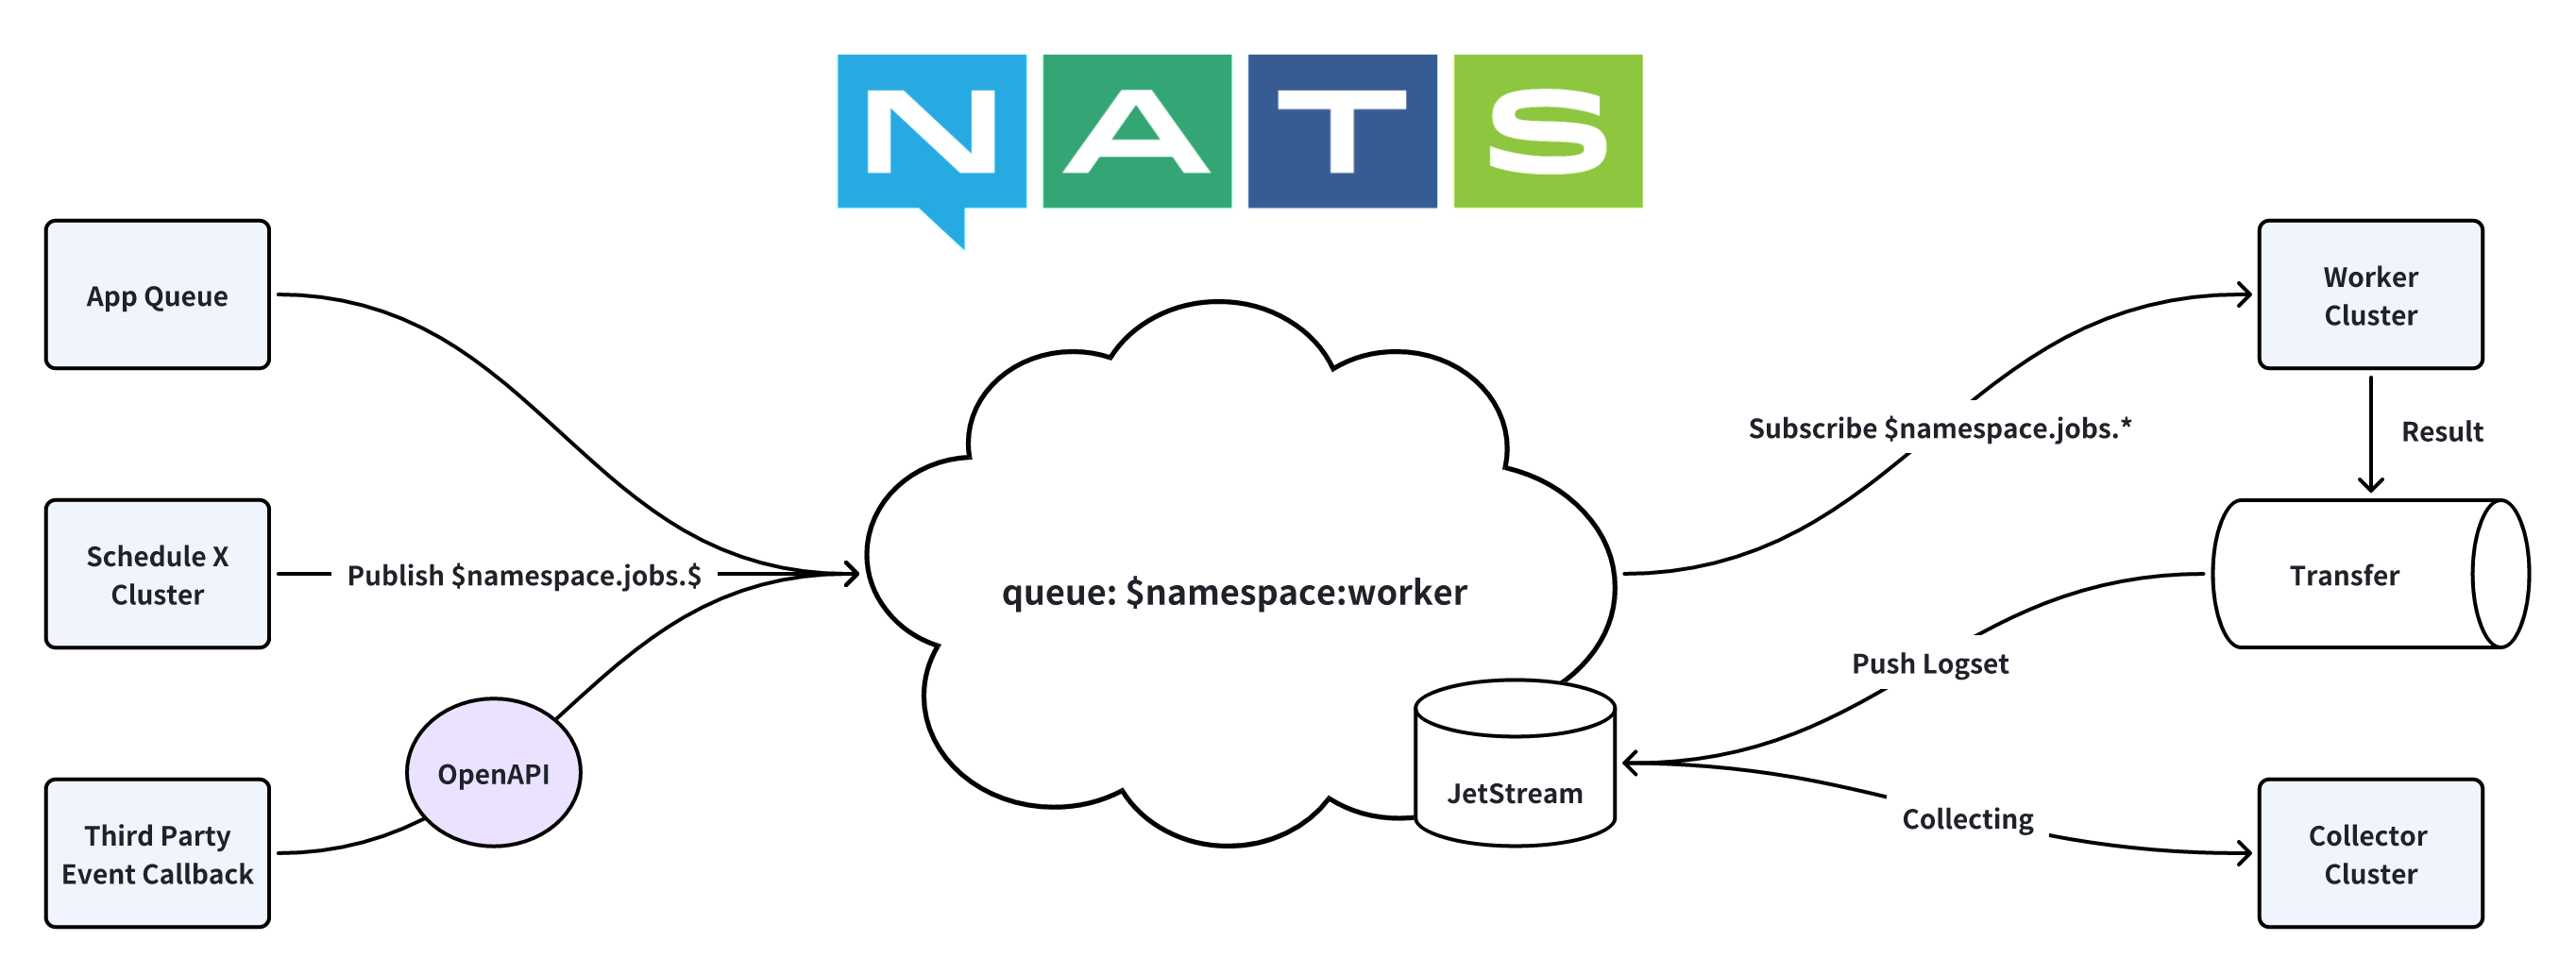 NATS
App Queue
Schedule X
Cluster
Publish $namespace.jobs.$
OpenAPI
Third Party
Event Callback
queue: $namespace:worker
JetStream
Subscribe $namespace.jobs.*
Worker
Cluster
Result
Transfer
Push Logset
Collecting
Collector
Cluster